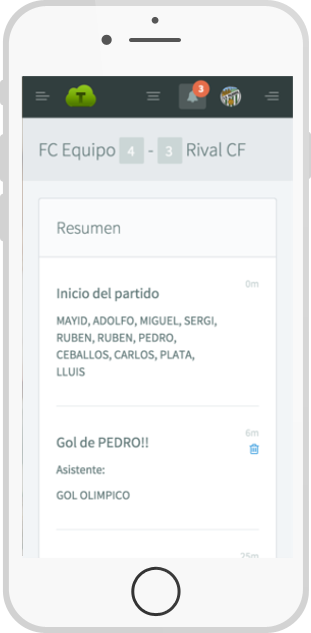 T
3
FC Equipo 4 - 3 Rival CF
Resumen
0m
Inicio del partido
MAYID, ADOLFO, MIGUEL, SERGI,
RUBEN, RUBEN, PEDRO,
CEBALLOS, CARLOS, PLATA,
LLUIS
6m
Gol de PEDRO!!
Asistente:
GOL OLIMPICO
25m